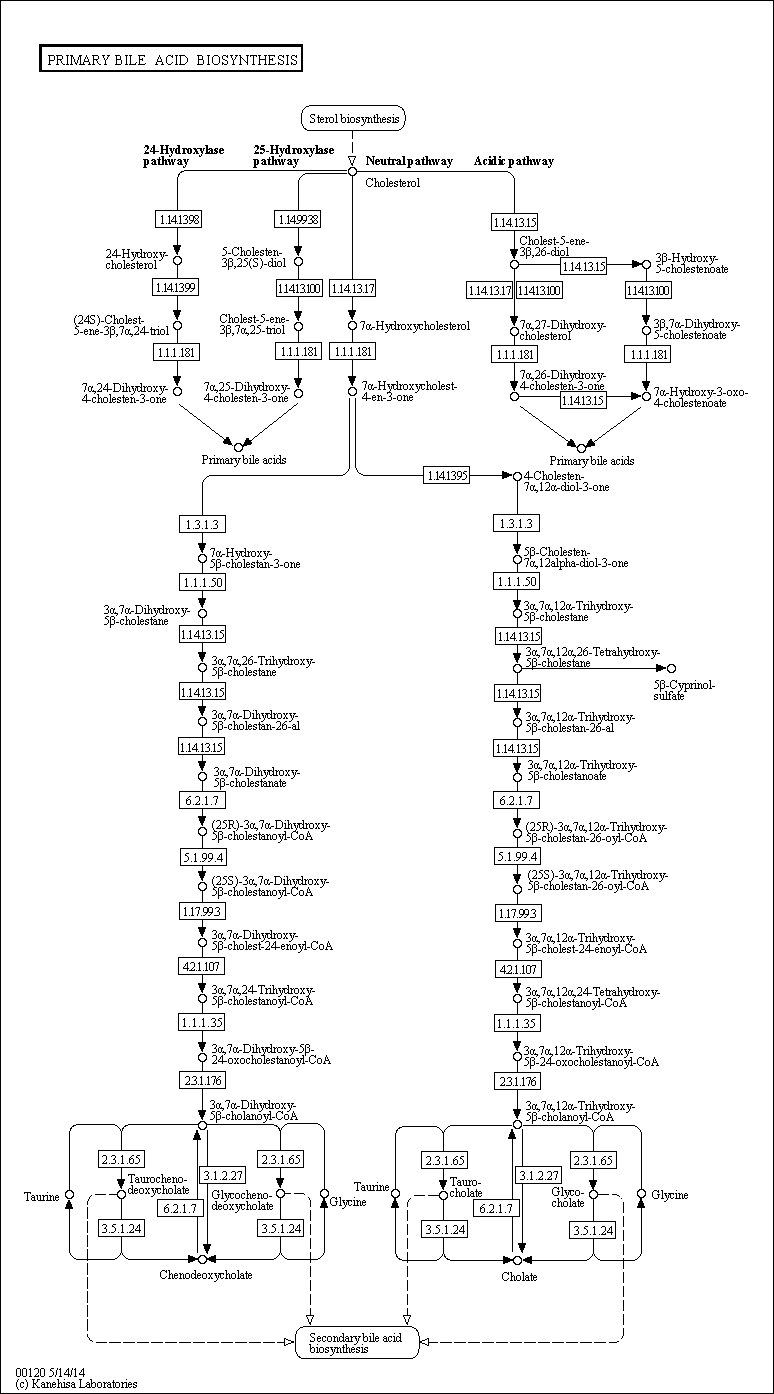 PRIMARY BILE ACID BIOSYNTHESIS
Sterol biosynthesis
24-Hydroxylase
pathway
25-Hydroxylase
pathway
Neutral pathway
Acidic pathway
Cholesterol
1.14.1398
1.14.9938
1.14.13.15
24-Hydroxy-
cholesterol
5-Cholesten-
3β,25(S)-diol
Cholest-5-ene-
3β,26-diol
1.14.13.15
3β-Hydroxy-
5-cholestenoate
1.14.1399
1.1413.100
1.14.13.17
1.14.13.17
1.1413.100
1.1413.100
(24S)-Cholest-
5-ene-3β,7α,24-triol
Cholest-5-ene-
3β,7α,25-triol
7α-Hydroxycholesterol
7α,27-Dihydroxy-
cholesterol
3β,7α-Dihydroxy-
5-cholestenoate
1.1.1.181
1.1.1.181
1.1.1.181
1.1.1.181
1.1.1.181
7α,24-Dihydroxy-
4-cholesten-3-one
7α,25-Dihydroxy-
4-cholesten-3-one
7α-Hydroxycholest-
4-en-3-one
7α,26-Dihydroxy-
4-cholesten-3-one
1.14.13.15
7α-Hydroxy-3-oxo-
4-cholestenoate
Primary bile acids
Primary bile acids
1.14.1395
4-Cholesten-
7α,12α-diol-3-one
1.3.1.3
7α-Hydroxy-
5β-cholestan-3-one
1.1.1.50
3α,7α-Dihydroxy-
5β-cholestane
1.14.13.15
3α,7α,26-Trihydroxy-
5β-cholestane
1.14.13.15
3α,7α-Dihydroxy-
5β-cholestan-26-al
1.14.13.15
3α,7α-Dihydroxy-
5β-cholestanate
6.2.1.7
(25R)-3α,7α-Dihydroxy-
5β-cholestanoyl-CoA
5.1.99.4
(25S)-3α,7α-Dihydroxy-
5β-cholestanoyl-CoA
1.17.99.3
3α,7α-Dihydroxy-
5β-cholest-24-enoyl-CoA
4.2.1.107
3α,7α,24-Trihydroxy-
5β-cholestanoyl-CoA
1.1.1.35
3α,7α-Dihydroxy-5β-
24-oxocholestanoyl-CoA
2.3.1.176
3α,7α-Dihydroxy-
5β-cholanoyl-CoA
1.3.1.3
5β-Cholesten-
7α,12alpha-diol-3-one
1.1.1.50
3α,7α,12α-Trihydroxy-
5β-cholestane
1.14.13.15
3α,7α,12α,26-Tetrahydroxy-
5β-cholestane
5β-Cyprinol-
sulfate
1.14.13.15
3α,7α,12α-Trihydroxy-
5β-cholestan-26-al
1.14.13.15
3α,7α,12α-Trihydroxy-
5β-cholestanoate
6.2.1.7
(25R)-3α,7α,12α-Trihydroxy-
5β-cholestan-26-oyl-CoA
5.1.99.4
(25S)-3α,7α,12α-Trihydroxy-
5β-cholestan-26-oyl-CoA
1.17.99.3
3α,7α,12α-Trihydroxy-
5β-cholest-24-enoyl-CoA
4.2.1.107
3α,7α,12α,24-Tetrahydroxy-
5β-cholestanoyl-CoA
1.1.1.35
3α,7α,12α-Trihydroxy-
5β-24-oxocholestanoyl-CoA
2.3.1.176
3α,7α,12α-Trihydroxy-
5β-cholanoyl-CoA
2.3.1.65
3.1.2.27
2.3.1.65
Taurine
Taurocheno-
deoxycholate
6.2.1.7
Glycocheno-
deoxycholate
Glycine
3.5.1.24
3.5.1.24
Chenodeoxycholate
2.3.1.65
3.1.2.27
2.3.1.65
Taurine
Tauro-
cholate
6.2.1.7
Glyco-
cholate
Glycine
3.5.1.24
3.5.1.24
Cholate
Secondary bile acid
biosynthesis
00120 5/14/14
(c) Kanehisa Laboratories